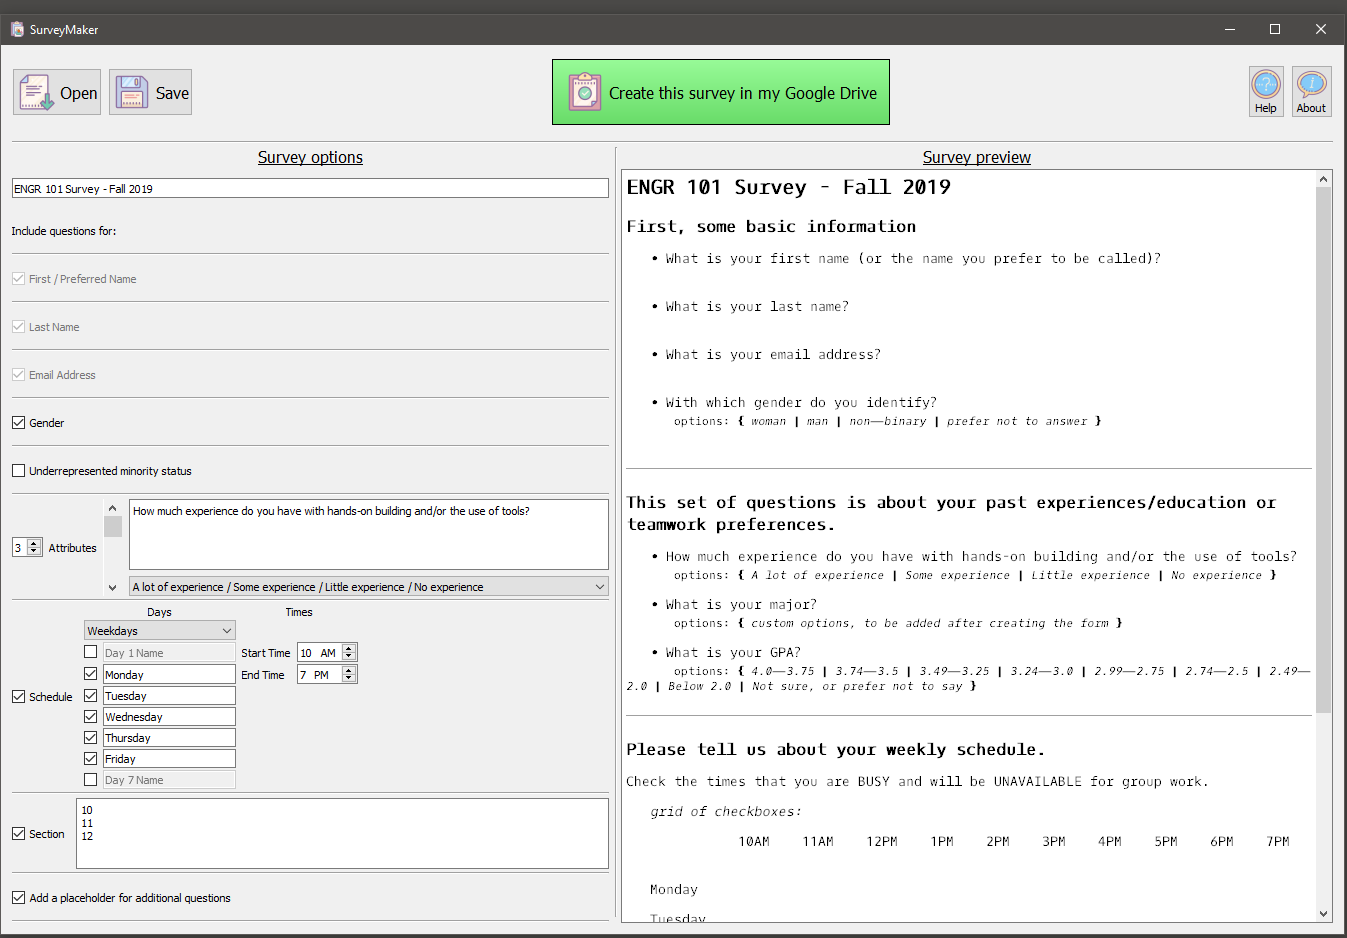 SurveyMaker
Open
Save
Create this survey in my Google Drive
Help
About
Survey options
ENGR 101 Survey - Fall 2019
Include questions for:
First / Preferred Name
Last Name
Email Address
Gender
Underrepresented minority status
3
Attributes
How much experience do you have with hands-on building and/or the use of tools?
A lot of experience / Some experience / Little experience / No experience
Schedule
Days
Times
Weekdays
Day 1 Name
Start Time 10 AM
Monday
End Time 7 PM
Tuesday
Wednesday
Thursday
Friday
Day 7 Name
Section
10
11
12
Add a placeholder for additional questions
Survey preview
ENGR 101 Survey - Fall 2019
First, some basic information
• What is your first name (or the name you prefer to be called)?
• What is your last name?
• What is your email address?
• With which gender do you identify?
options: { woman | man | non—binary | prefer not to answer }
This set of questions is about your past experiences/education or
teamwork preferences.
• How much experience do you have with hands-on building and/or the use of tools?
options: { A lot of experience | Some experience | Little experience | No experience }
• What is your major?
options: { custom options, to be added after creating the form }
• What is your GPA?
options: { 4.0—3.75 | 3.74—3.5 | 3.49—3.25 | 3.24—3.0 | 2.99—2.75 | 2.74—2.5 | 2.49—
2.0 | Below 2.0 | Not sure, or prefer not to say }
Please tell us about your weekly schedule.
Check the times that you are BUSY and will be UNAVAILABLE for group work.
grid of checkboxes:
10AM 11AM 12PM 1PM 2PM 3PM 4PM 5PM 6PM 7PM
Monday
Tuesday